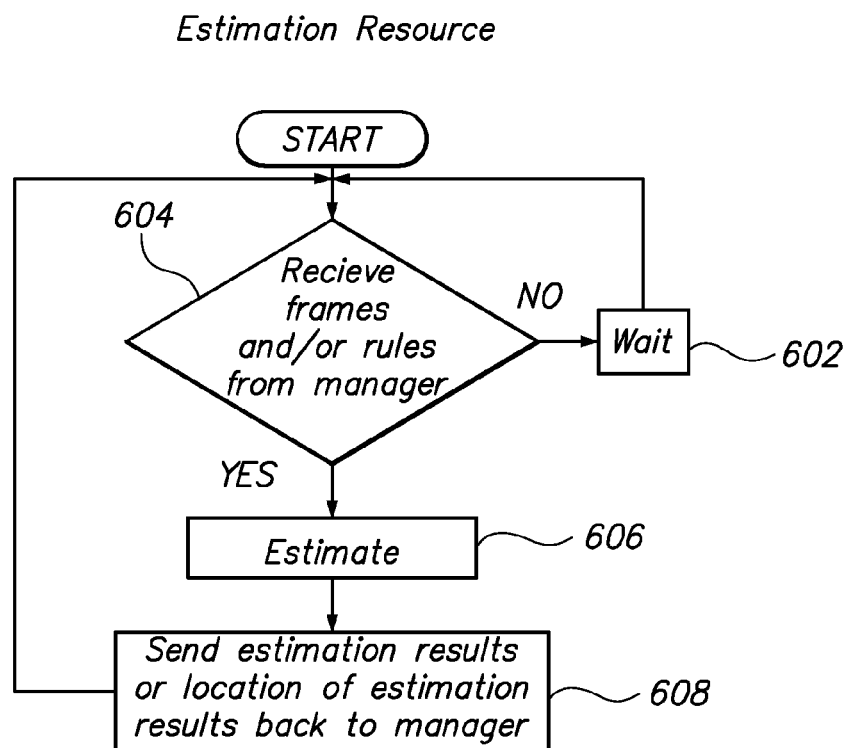 Estimation Resource
START
604
Recieve
frames
and/or rules
from manager
NO
Wait
602
YES
Estimate
606
Send estimation results
or location of estimation
results back to manager
608